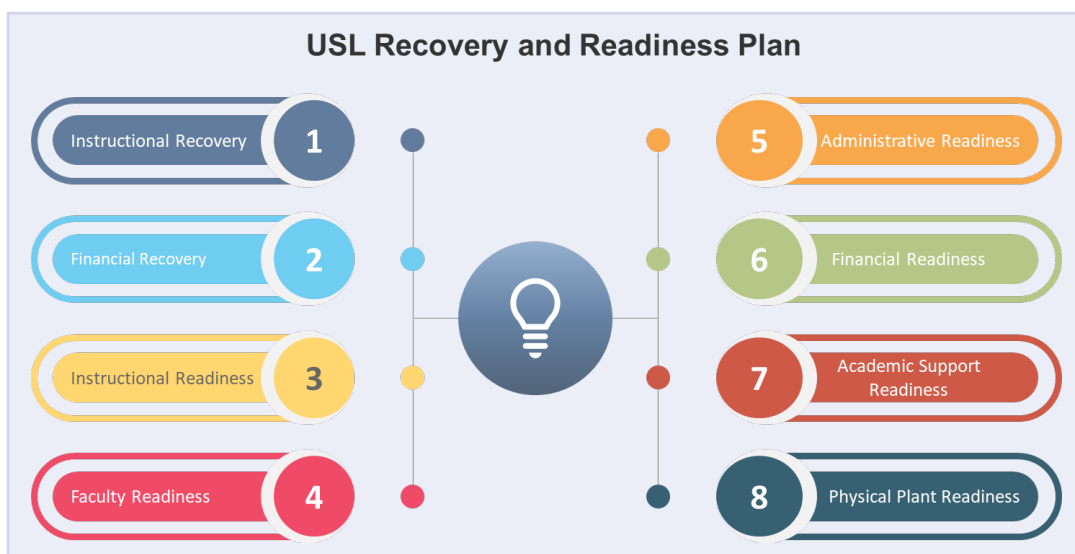 USL Recovery and Readiness Plan
Instructional Recovery
1
Financial Recovery
2
Instructional Readiness
3
Faculty Readiness
4
5
Administrative Readiness
6
Financial Readiness
7
Academic Support
Readiness
8
Physical Plant Readiness